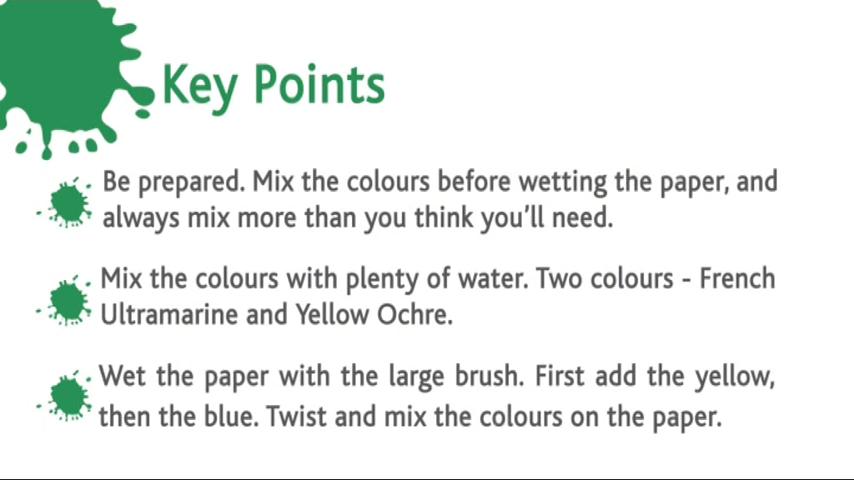 Key Points
Be prepared. Mix the colours before wetting the paper, and
always mix more than you think you'll need.
Mix the colours with plenty of water. Two colours - French
Ultramarine and Yellow Ochre.
Wet the paper with the large brush. First add the yellow,
then the blue. Twist and mix the colours on the paper.